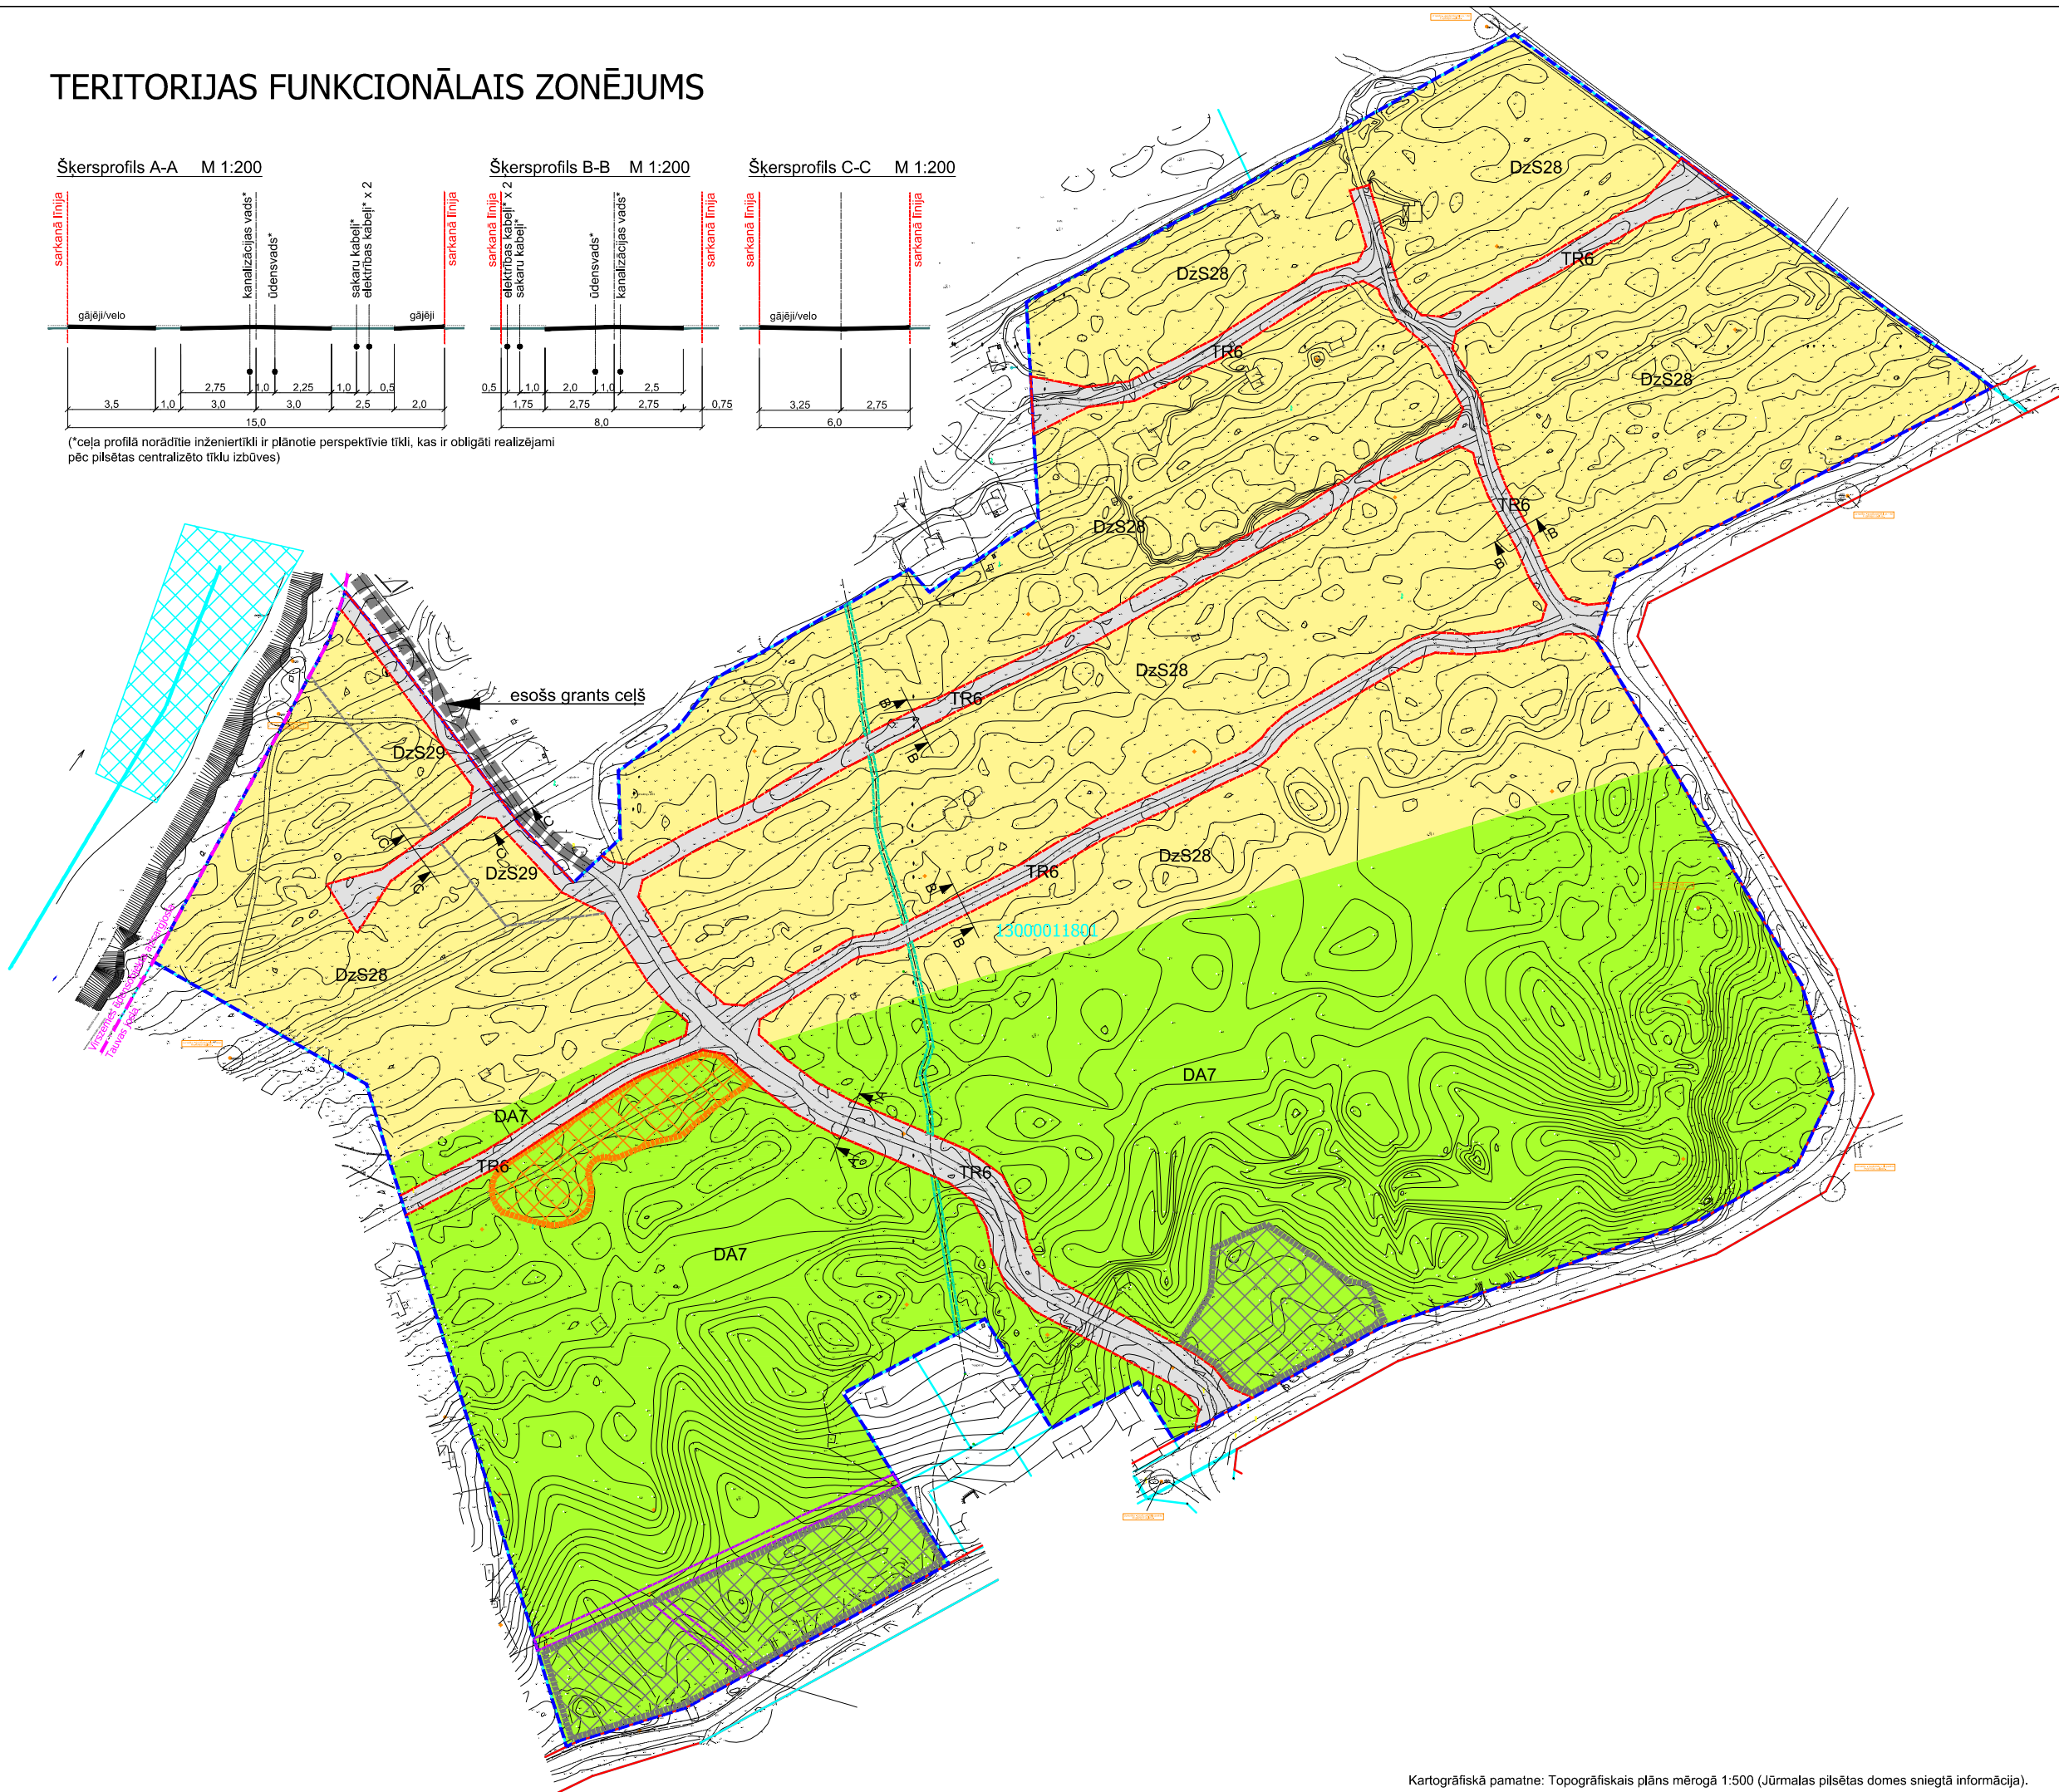 TERITORIJAS FUNKCIONĀLAIS ZONĒJUMS
Šķersprofils A-A M 1:200
sarkanā līnija
kanalizācijas vads*
ūdensvads*
sakaru kabeļi*
elektrības kabeļi* x 2
sarkanā līnija
gājēji/velo
gājēji
2,75
1,0
2,25
1,0
0,5
3,5
1,0
3,0
3,0
2,5
2,0
15,0
Šķersprofils B-B M 1:200
sarkanā līnija
elektrības kabeļi* x 2
sakaru kabeļi*
ūdensvads*
kanalizācijas vads*
sarkanā līnija
0,5
1,0
2,0
1,0
2,5
1,75
2,75
2,75
0,75
8,0
Šķersprofils C-C M 1:200
sarkanā līnija
sarkanā līnija
gājēji/velo
3,25
2,75
6,0
(*ceļa profilā norādītie inženiertīkli ir plānotie perspektīvie tīkli, kas ir obligāti realizējami
pēc pilsētas centralizēto tīklu izbūves)
DzS28
TR6
DzS28
TR6
DzS28
TR6
DzS28
B
B
DzS28
TR6
B
B
esošs grants ceļš
DzS29
C
C
C
C
DzS29
DzS28
TR6
B
B
13000011801
DzS28
Virszemes ūdensobjekta aizsargjosla
Tauvas josla
DA7
DA7
TR6
A
A
TR6
DA7
Kartogrāfiskā pamatne: Topogrāfiskais plāns mērogā 1:500 (Jūrmalas pilsētas domes sniegtā informācija).